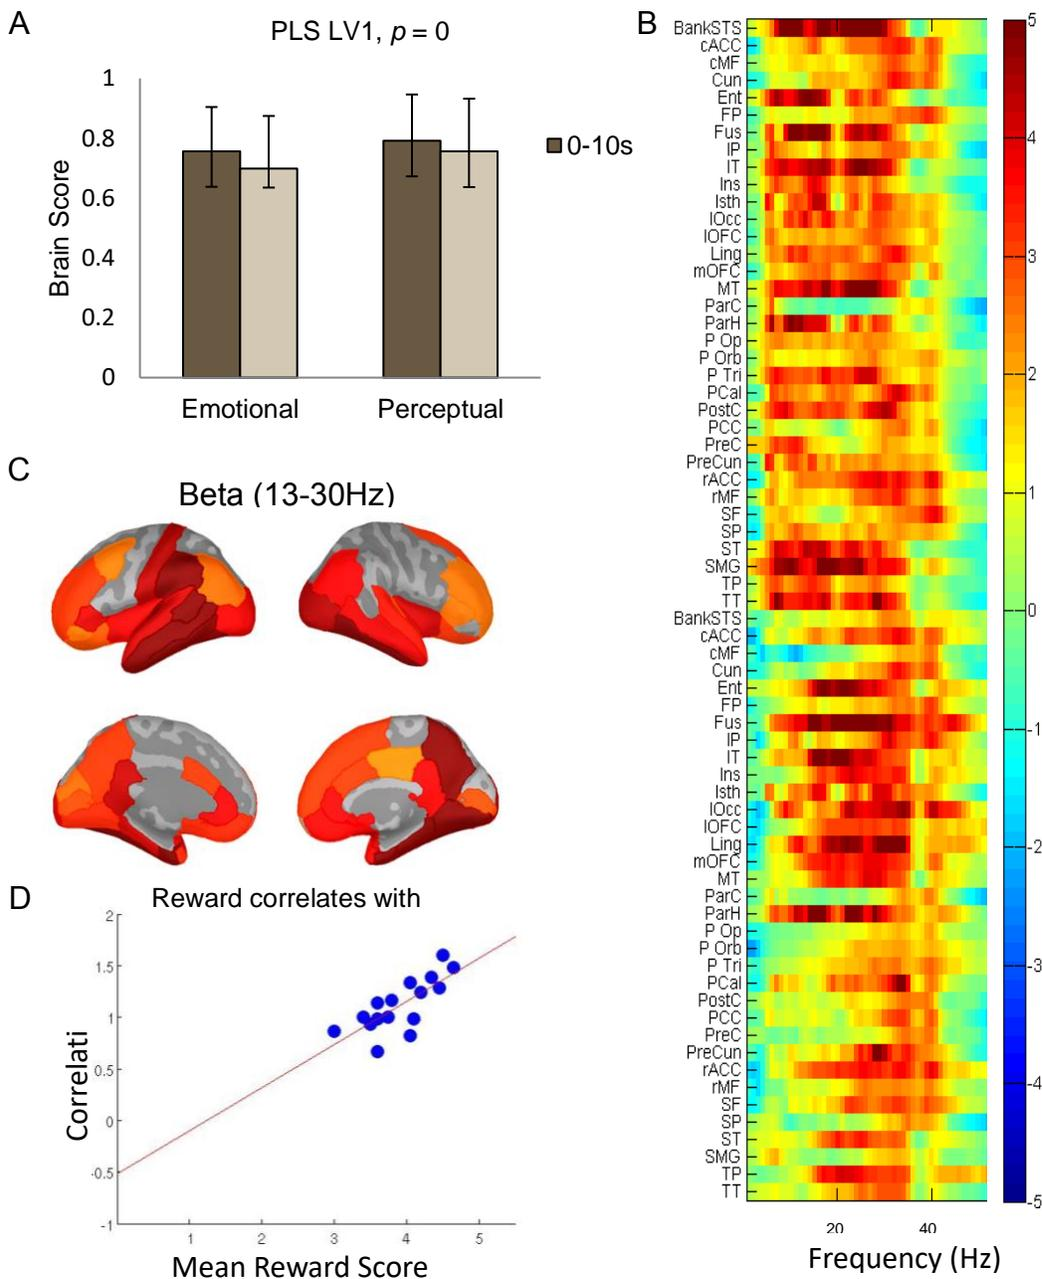 A
PLS LV1, p = 0
Brain Score
1
0.8
0.6
0.4
0.2
0
Emotional
Perceptual
0-10s
B
BankSTS
cACC
cMF
Cun
Ent
FP
Fus
IP
IT
Ins
Isth
lOcc
lOFC
Ling
mOFC
MT
ParC
ParH
P Op
P Orb
P Tri
PCal
PostC
PCC
PreC
PreCun
rACC
rMF
SF
SP
ST
SMG
TP
TT
BankSTS
cACC
cMF
Cun
Ent
FP
Fus
IP
IT
Ins
Isth
lOcc
lOFC
Ling
mOFC
MT
ParC
ParH
P Op
P Orb
P Tri
PCal
PostC
PCC
PreC
PreCun
rACC
rMF
SF
SP
ST
SMG
TP
TT
20
40
Frequency (Hz)
5
4
3
2
1
0
-1
-2
-3
-4
-5
C
Beta (13-30Hz)
D
Reward correlates with
Correlati
2
1.5
1
0.5
0
-0.5
-1
1
2
3
4
5
Mean Reward Score